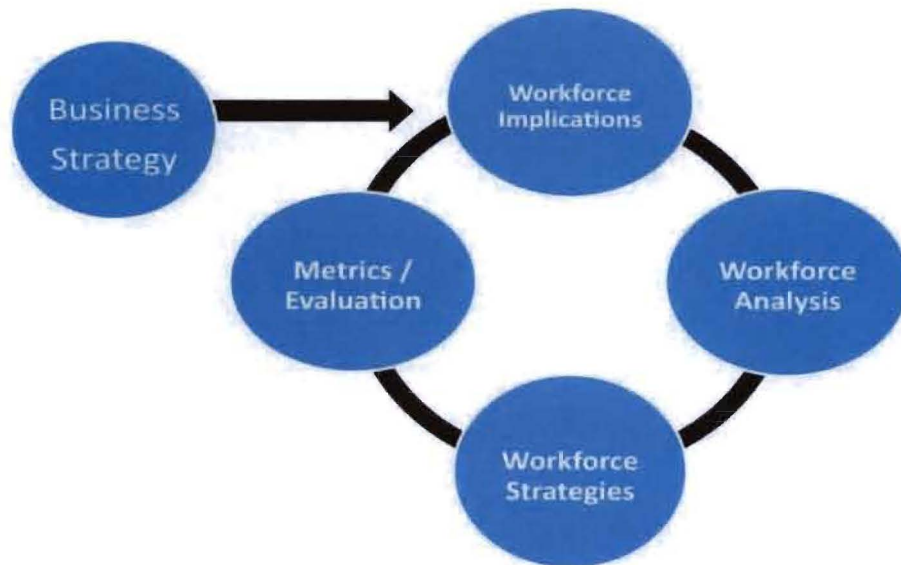 Business
Strategy
Workforce
Implications
Metrics /
Evaluation
Workforce
Analysis
Workforce
Strategies